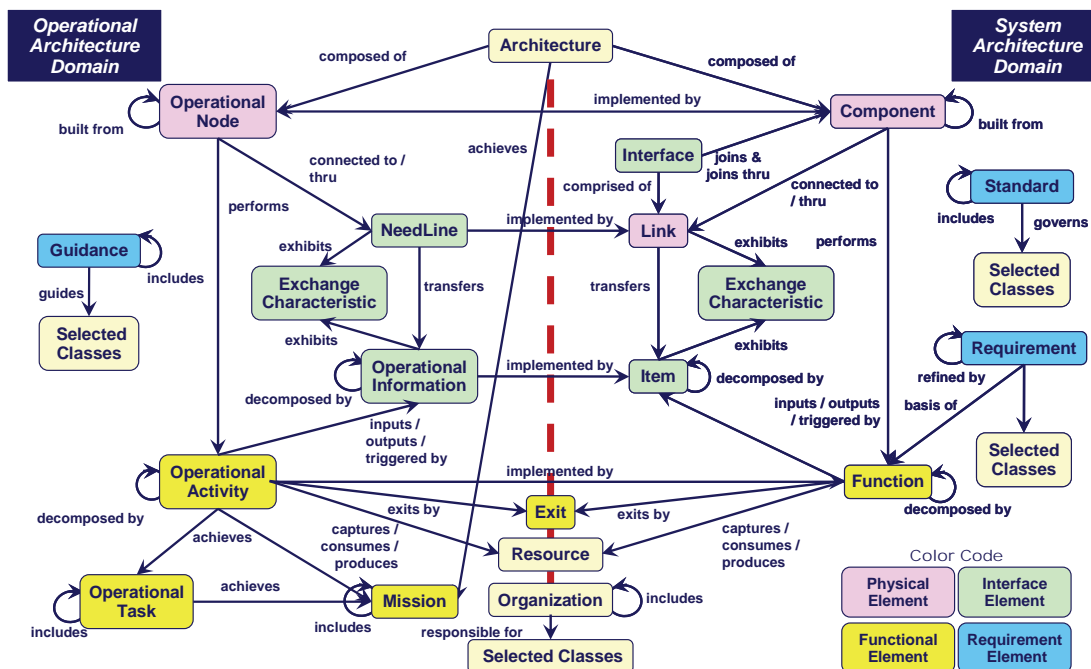 Operational
Architecture
Domain
System
Architecture
Domain
Architecture
composed of
composed of
Operational
Node
implemented by
Component
built from
built from
achieves
Interface
joins &
joins thru
connected to /
thru
comprised of
connected to
/ thru
Standard
includes
performs
NeedLine
implemented by
Link
performs
governs
Guidance
includes
exhibits
exhibits
guides
Exchange
Characteristic
transfers
transfers
Exchange
Characteristic
Selected
Classes
Selected
Classes
exhibits
exhibits
Operational
Information
implemented by
Item
decomposed by
Requirement
refined by
decomposed by
inputs / outputs
/ triggered by
basis of
inputs /
outputs /
triggered by
Selected
Classes
Operational
Activity
implemented by
Function
decomposed by
exits by
Exit
exits by
decomposed by
achieves
captures /
consumes /
produces
Resource
captures /
consumes /
produces
Operational
Task
achieves
Mission
Organization
includes
includes
includes
responsible for
Selected Classes
Color Code
Physical
Element
Interface
Element
Functional
Element
Requirement
Element